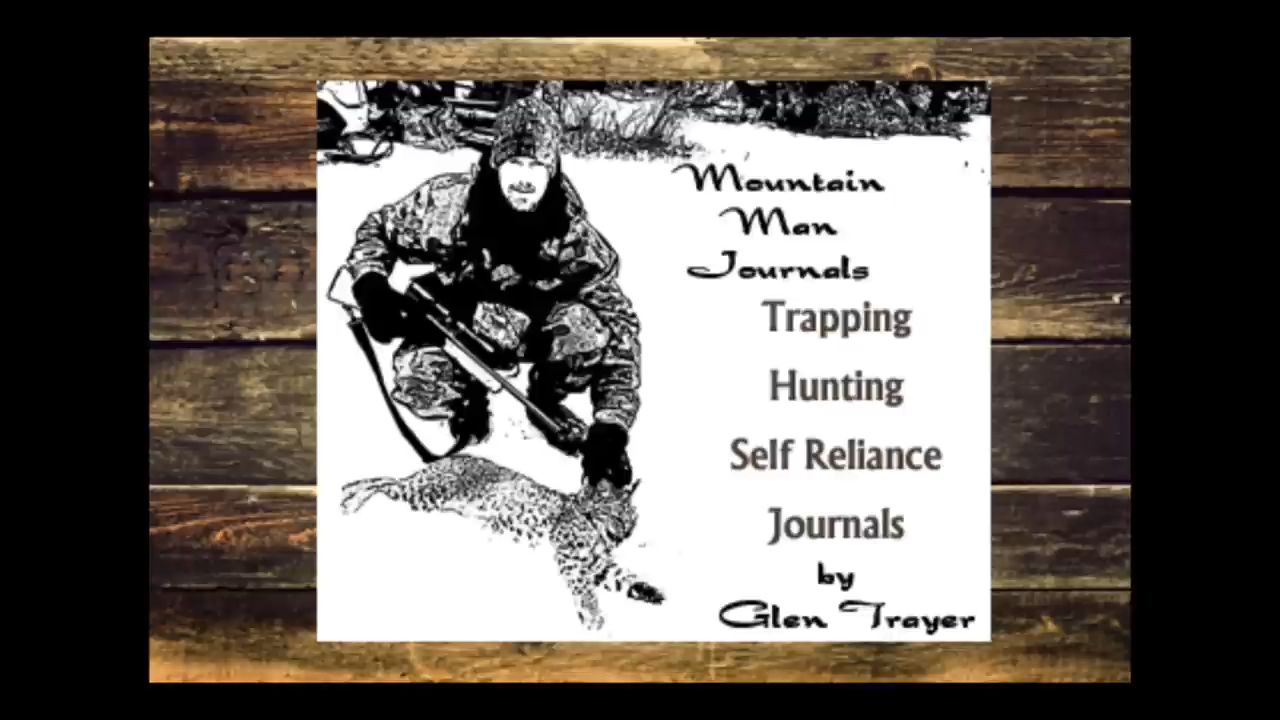 Mountain
Man
Journals
Trapping
Hunting
Self Reliance
Journals
by
Glen Trayer